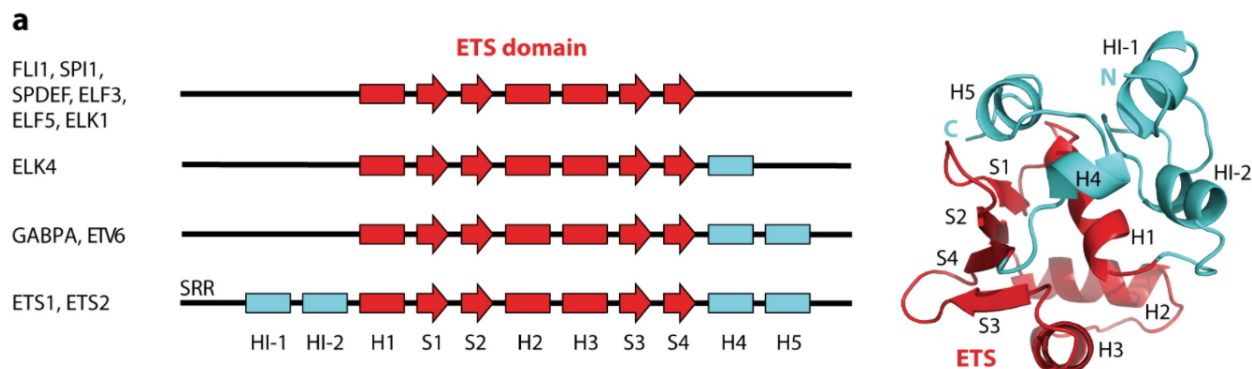 a
ETS domain
FLI1, SPI1,
SPDEF, ELF3,
ELF5, ELK1
ELK4
GABPA, ETV6
ETS1, ETS2
SRR
HI-1 HI-2 H1 S1 S2 H2 H3 S3 S4 H4 H5
HI-1
N
H5
C
S1
H4
HI-2
S2
H1
S4
S3
H2
ETS
H3